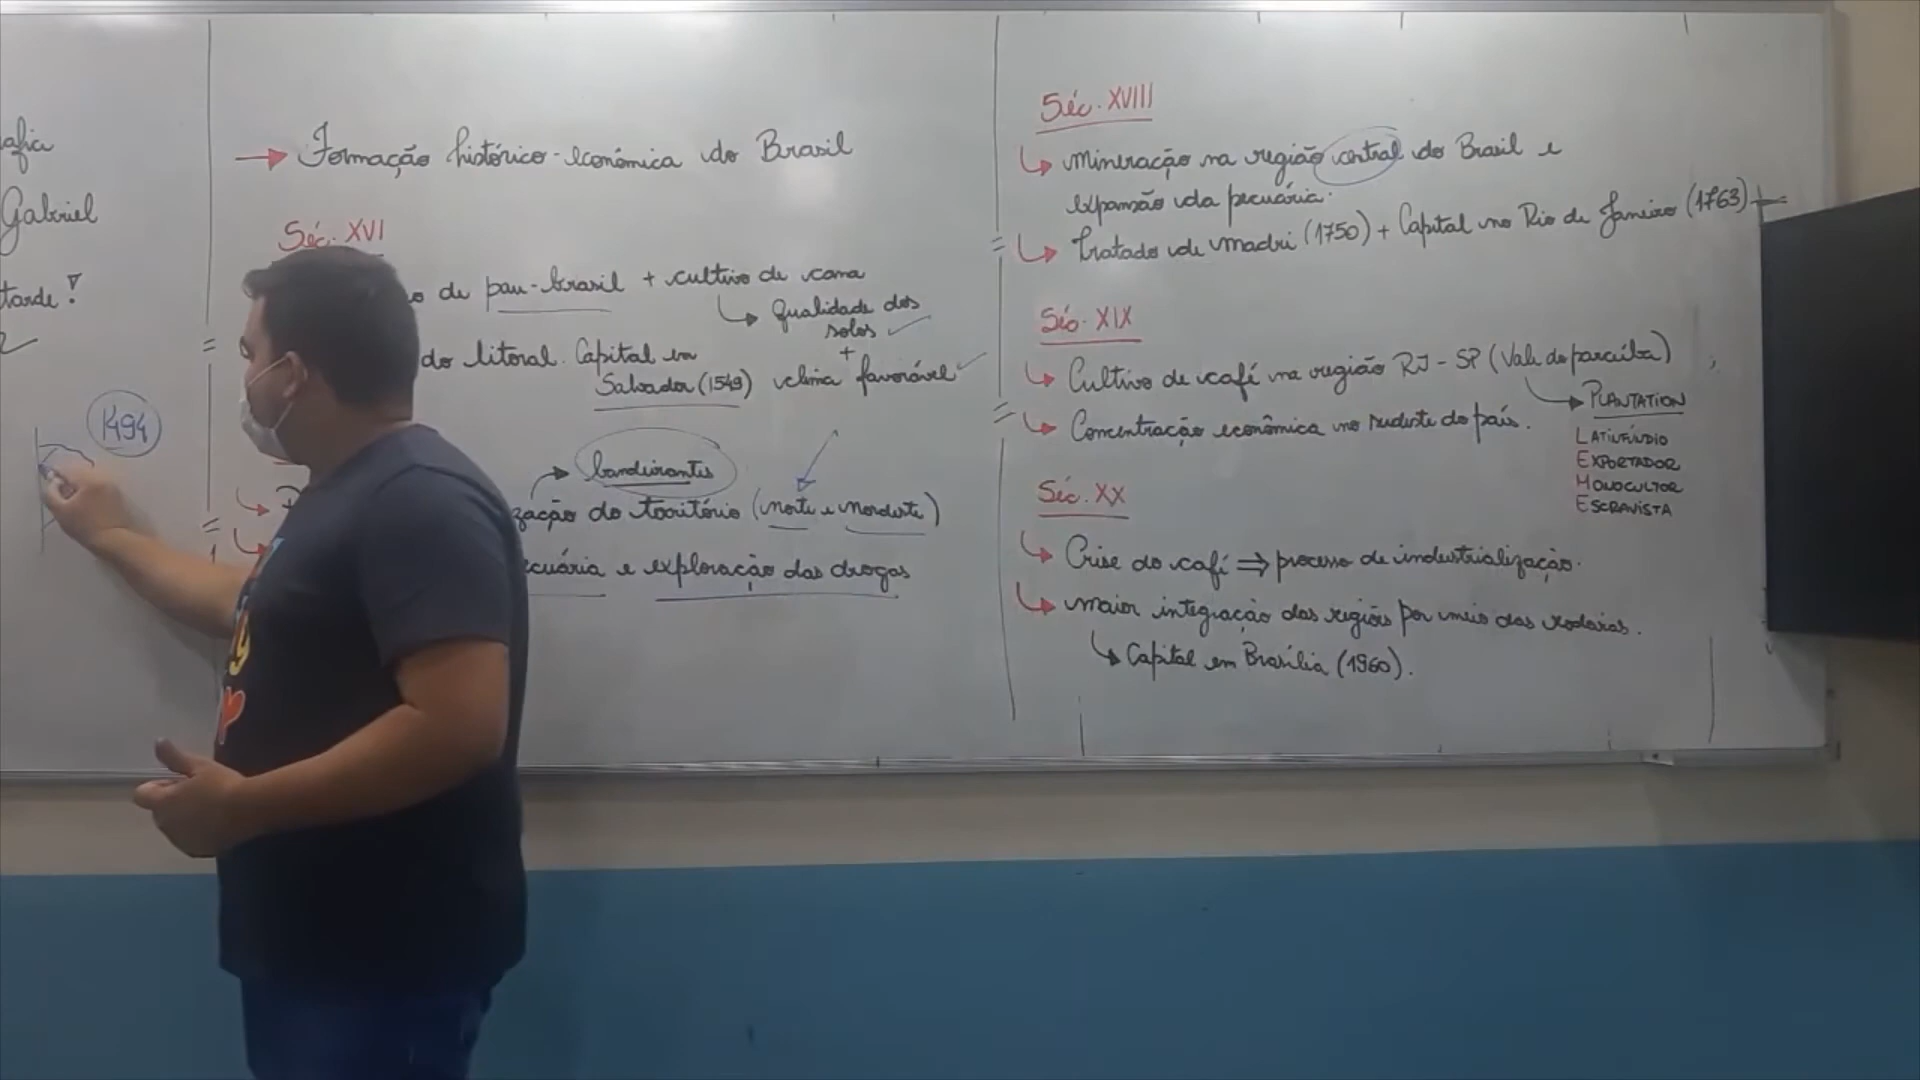 Gabriel
tarde!
1494
→ Formação histórico-econômica do Brasil
Séc. XVI
de pau-brasil + cultivo de cana
↳ Qualidade dos
solos
+
do litoral. Capital em
Salvador (1549) clima favorável
→ bandeirantes
zação do território (norte e nordeste)
cuária e exploração das drogas
Séc. XVIII
↳ Mineração na região central do Brasil e
expansão da pecuária.
↳ Tratado de Madri (1750) + Capital no Rio de Janeiro (1763)
Séc. XIX
↳ Cultivo de café na região RJ - SP (Vale do paraíba)
↳ PLANTATION
↳ Concentração econômica no sudeste do país.
LATIFÚNDIO
EXPORTADOR
MONOCULTOR
ESCRAVISTA
Séc. XX
↳ Crise do café ⇒ processo de industrialização.
↳ maior integração das regiões por meio das rodovias.
↳ Capital em Brasília (1960).